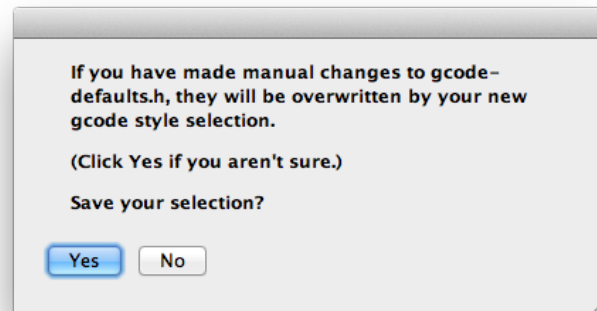 If you have made manual changes to gcode-
defaults.h, they will be overwritten by your new
gcode style selection.
(Click Yes if you aren't sure.)
Save your selection?
Yes No